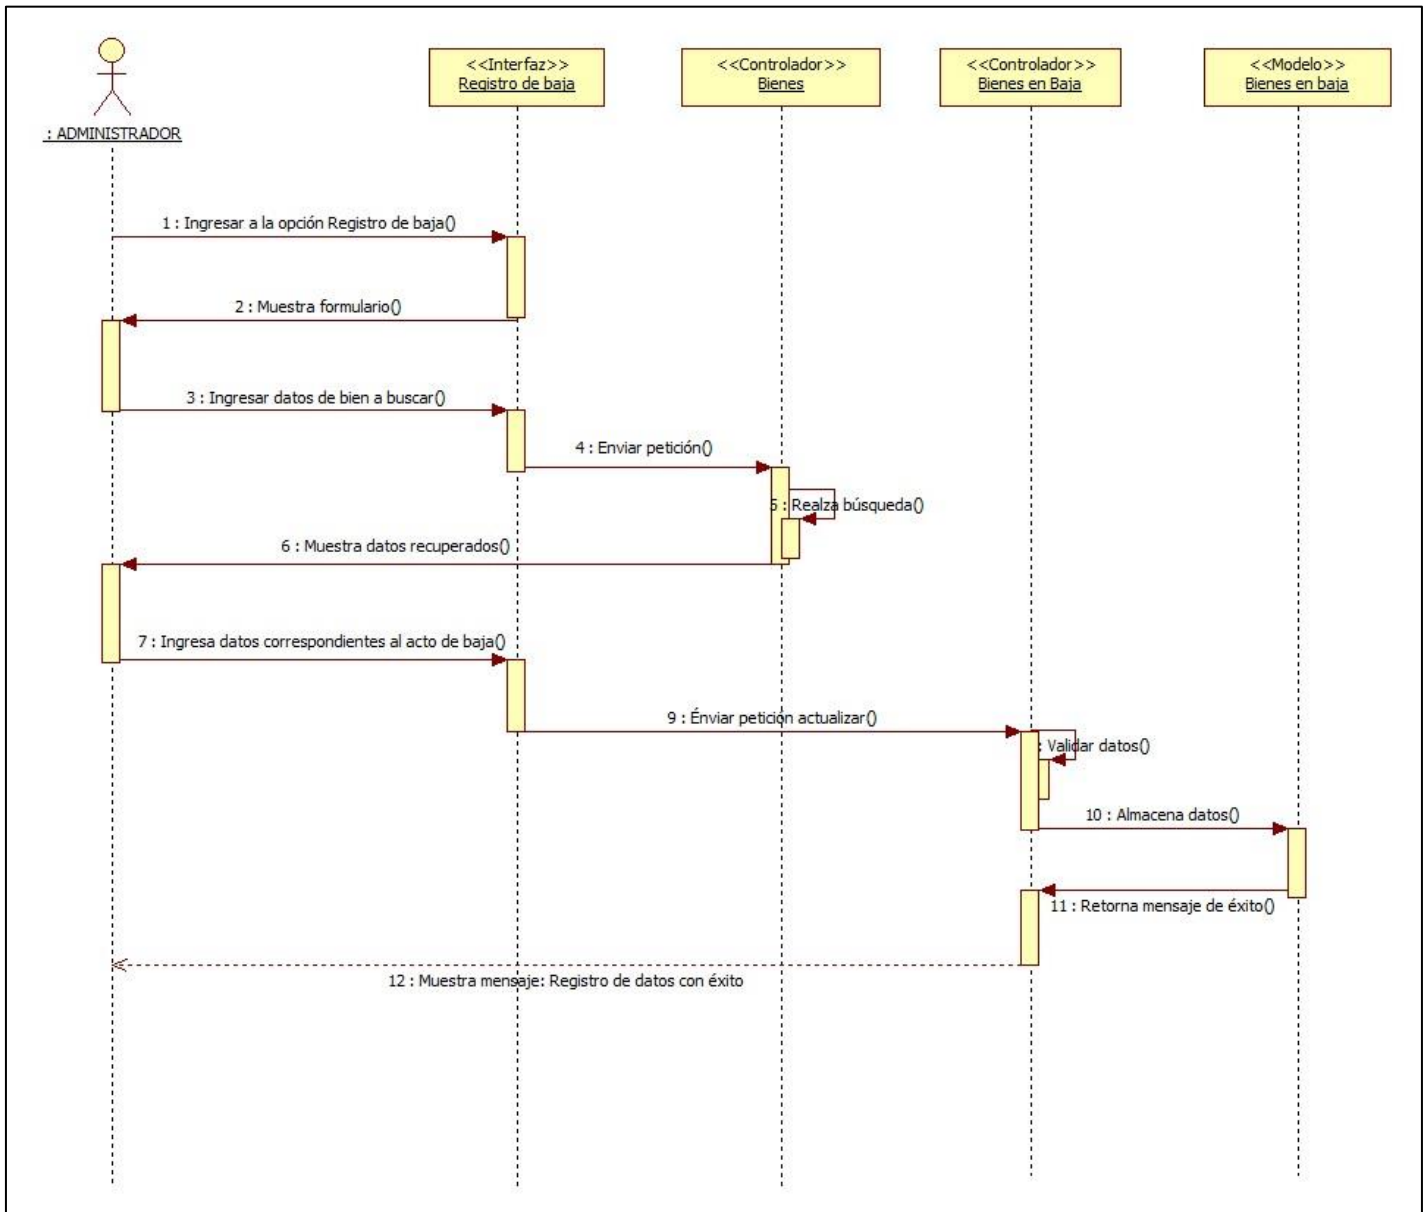 <<Interfaz>>
Registro de baja
<<Controlador>>
Bienes
<<Controlador>>
Bienes en Baja
<<Modelo>>
Bienes en baja
: ADMINISTRADOR
1 : Ingresar a la opción Registro de baja()
2 : Muestra formulario()
3 : Ingresar datos de bien a buscar()
4 : Enviar petición()
5 : Realza búsqueda()
6 : Muestra datos recuperados()
7 : Ingresa datos correspondientes al acto de baja()
9 : Énviar petición actualizar()
: Validar datos()
10 : Almacena datos()
11 : Retorna mensaje de éxito()
12 : Muestra mensaje: Registro de datos con éxito